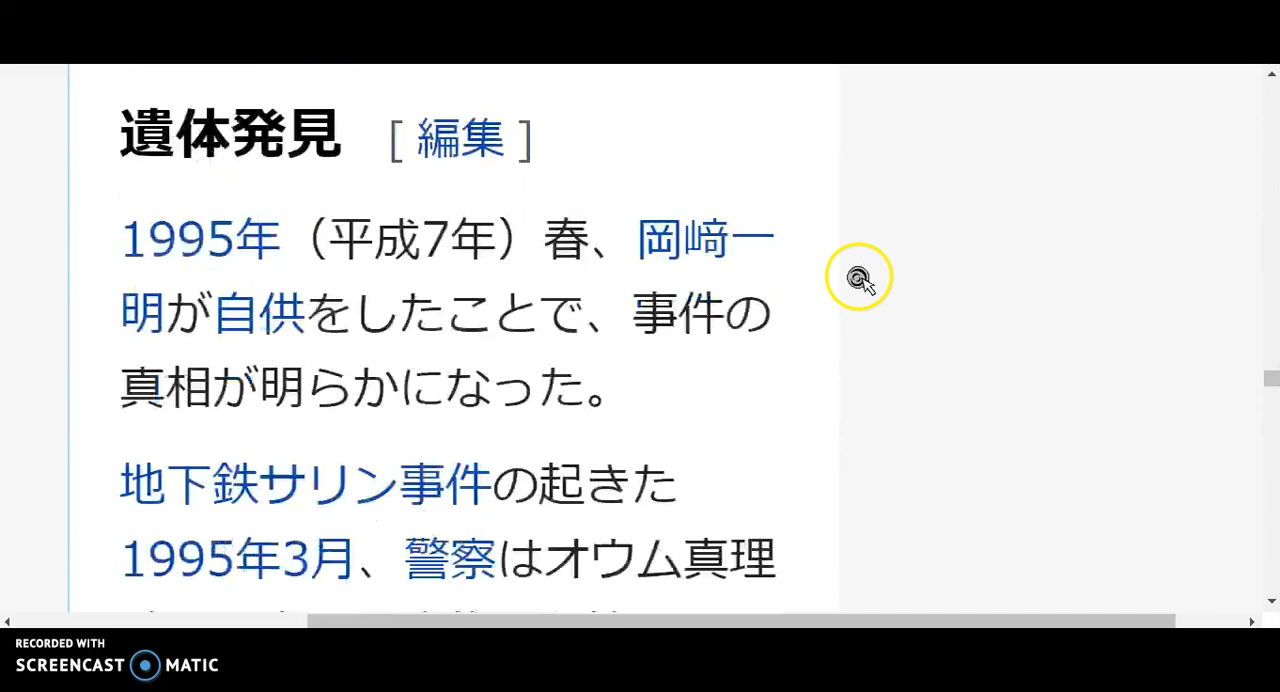 遺体発見 [ 編集 ]
1995年（平成7年）春、岡﨑一
明が自供をしたことで、事件の
真相が明らかになった。
地下鉄サリン事件の起きた
1995年3月、警察はオウム真理
RECORDED WITH
SCREENCAST MATIC